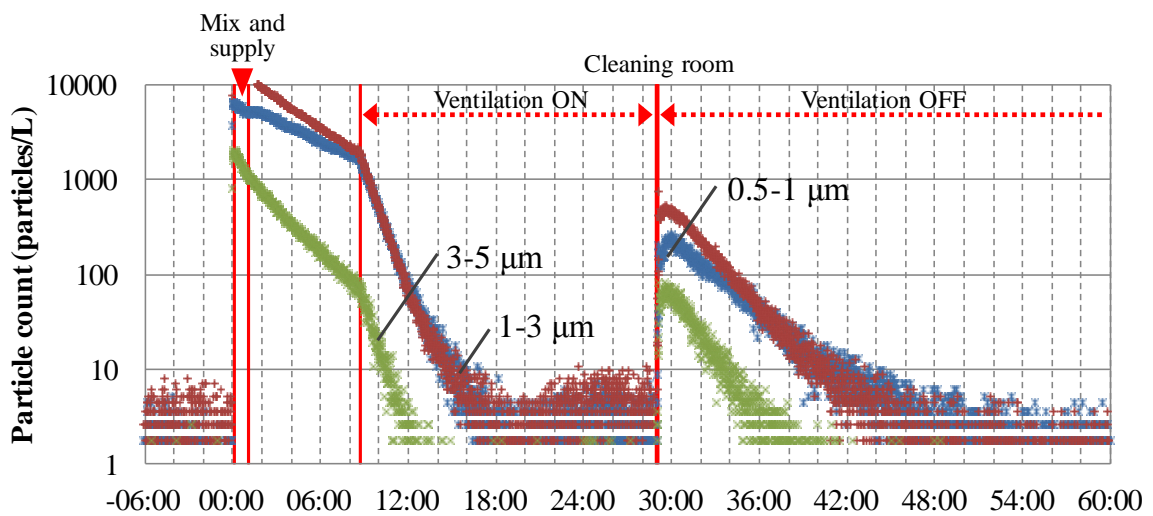 Mix and
supply
Cleaning room
Ventilation ON
Ventilation OFF
Particle count (particles/L)
10000
1000
100
10
1
0.5-1 μm
3-5 μm
1-3 μm
-06:00 00:00 06:00 12:00 18:00 24:00 30:00 36:00 42:00 48:00 54:00 60:00